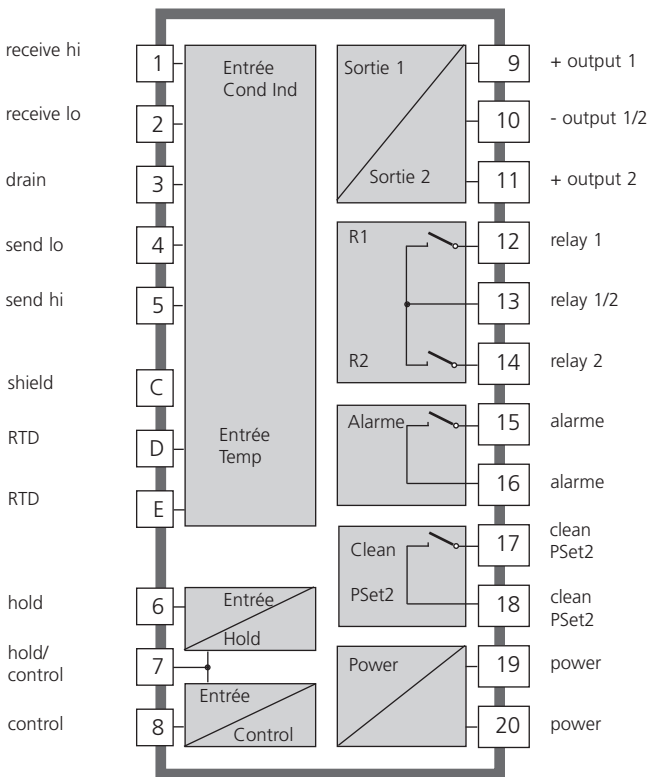 receive hi
1
receive lo
2
drain
3
send lo
4
send hi
5
shield
C
RTD
D
RTD
E
hold
6
hold/
control
7
control
8
Entrée
Cond Ind
Entrée
Temp
Entrée
Hold
Entrée
Control
Sortie 1
Sortie 2
R1
R2
Alarme
Clean
PSet2
Power
9
+ output 1
10
- output 1/2
11
+ output 2
12
relay 1
13
relay 1/2
14
relay 2
15
alarme
16
alarme
17
clean
PSet2
18
clean
PSet2
19
power
20
power